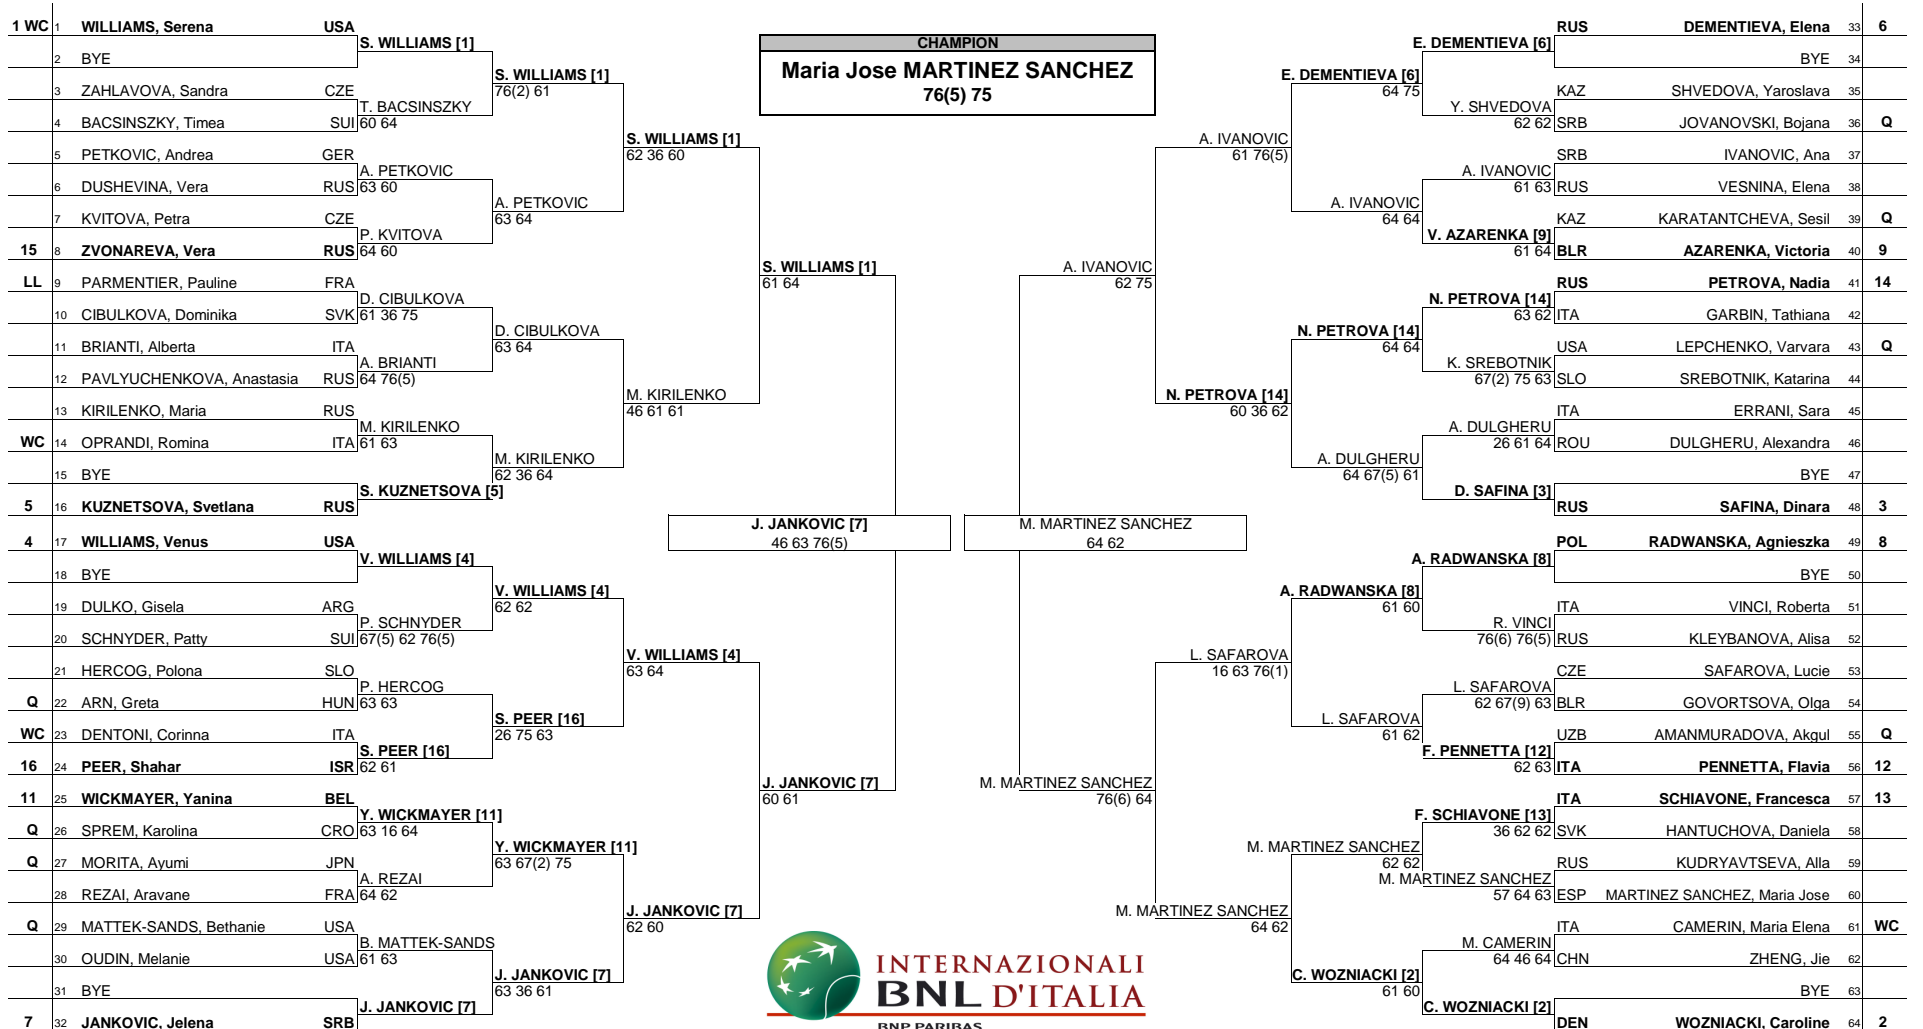 1 WC 1 WILLIAMS, Serena USA
2 BYE
3 ZAHLAVOVA, Sandra CZE
4 BACSINSZKY, Timea SUI
5 PETKOVIC, Andrea GER
6 DUSHEVINA, Vera RUS
7 KVITOVA, Petra CZE
15 8 ZVONAREVA, Vera RUS
LL 9 PARMENTIER, Pauline FRA
10 CIBULKOVA, Dominika SVK
11 BRIANTI, Alberta ITA
12 PAVLYUCHENKOVA, Anastasia RUS
13 KIRILENKO, Maria RUS
WC 14 OPRANDI, Romina ITA
15 BYE
5 16 KUZNETSOVA, Svetlana RUS
4 17 WILLIAMS, Venus USA
18 BYE
19 DULKO, Gisela ARG
20 SCHNYDER, Patty SUI
21 HERCOG, Polona SLO
Q 22 ARN, Greta HUN
WC 23 DENTONI, Corinna ITA
16 24 PEER, Shahar ISR
11 25 WICKMAYER, Yanina BEL
Q 26 SPREM, Karolina CRO
Q 27 MORITA, Ayumi JPN
28 REZAI, Aravane FRA
Q 29 MATTEK-SANDS, Bethanie USA
30 OUDIN, Melanie USA
31 BYE
7 32 JANKOVIC, Jelena SRB
S. WILLIAMS [1]
T. BACSINSZKY
60 64
A. PETKOVIC
63 60
P. KVITOVA
64 60
D. CIBULKOVA
61 36 75
A. BRIANTI
64 76(5)
M. KIRILENKO
61 63
S. KUZNETSOVA [5]
V. WILLIAMS [4]
P. SCHNYDER
67(5) 62 76(5)
P. HERCOG
63 63
S. PEER [16]
62 61
Y. WICKMAYER [11]
63 16 64
A. REZAI
64 62
B. MATTEK-SANDS
61 63
J. JANKOVIC [7]
S. WILLIAMS [1]
76(2) 61
A. PETKOVIC
63 64
D. CIBULKOVA
63 64
M. KIRILENKO
62 36 64
V. WILLIAMS [4]
62 62
S. PEER [16]
26 75 63
Y. WICKMAYER [11]
63 67(2) 75
J. JANKOVIC [7]
63 36 61
S. WILLIAMS [1]
62 36 60
M. KIRILENKO
46 61 61
V. WILLIAMS [4]
63 64
J. JANKOVIC [7]
62 60
S. WILLIAMS [1]
61 64
J. JANKOVIC [7]
60 61
J. JANKOVIC [7]
46 63 76(5)
CHAMPION
Maria Jose MARTINEZ SANCHEZ
76(5) 75
M. MARTINEZ SANCHEZ
64 62
A. IVANOVIC
62 75
M. MARTINEZ SANCHEZ
76(6) 64
A. IVANOVIC
61 76(5)
N. PETROVA [14]
60 36 62
L. SAFAROVA
16 63 76(1)
M. MARTINEZ SANCHEZ
64 62
E. DEMENTIEVA [6]
64 75
A. IVANOVIC
64 64
N. PETROVA [14]
64 64
A. DULGHERU
64 67(5) 61
A. RADWANSKA [8]
61 60
L. SAFAROVA
61 62
M. MARTINEZ SANCHEZ
62 62
C. WOZNIACKI [2]
61 60
E. DEMENTIEVA [6]
Y. SHVEDOVA
62 62
A. IVANOVIC
61 63
V. AZARENKA [9]
61 64
N. PETROVA [14]
63 62
K. SREBOTNIK
67(2) 75 63
A. DULGHERU
26 61 64
D. SAFINA [3]
A. RADWANSKA [8]
R. VINCI
76(6) 76(5)
L. SAFAROVA
62 67(9) 63
F. PENNETTA [12]
62 63
F. SCHIAVONE [13]
36 62 62
M. MARTINEZ SANCHEZ
57 64 63
M. CAMERIN
64 46 64
C. WOZNIACKI [2]
RUS DEMENTIEVA, Elena 33 6
BYE 34
KAZ SHVEDOVA, Yaroslava 35
SRB JOVANOVSKI, Bojana 36 Q
SRB IVANOVIC, Ana 37
RUS VESNINA, Elena 38
KAZ KARATANTCHEVA, Sesil 39 Q
BLR AZARENKA, Victoria 40 9
RUS PETROVA, Nadia 41 14
ITA GARBIN, Tathiana 42
USA LEPCHENKO, Varvara 43 Q
SLO SREBOTNIK, Katarina 44
ITA ERRANI, Sara 45
ROU DULGHERU, Alexandra 46
BYE 47
RUS SAFINA, Dinara 48 3
POL RADWANSKA, Agnieszka 49 8
BYE 50
ITA VINCI, Roberta 51
RUS KLEYBANOVA, Alisa 52
CZE SAFAROVA, Lucie 53
BLR GOVORTSOVA, Olga 54
UZB AMANMURADOVA, Akgul 55 Q
ITA PENNETTA, Flavia 56 12
ITA SCHIAVONE, Francesca 57 13
SVK HANTUCHOVA, Daniela 58
RUS KUDRYAVTSEVA, Alla 59
ESP MARTINEZ SANCHEZ, Maria Jose 60
ITA CAMERIN, Maria Elena 61 WC
CHN ZHENG, Jie 62
BYE 63
DEN WOZNIACKI, Caroline 64 2
INTERNAZIONALI
BNL D'ITALIA
BNP PARIBAS